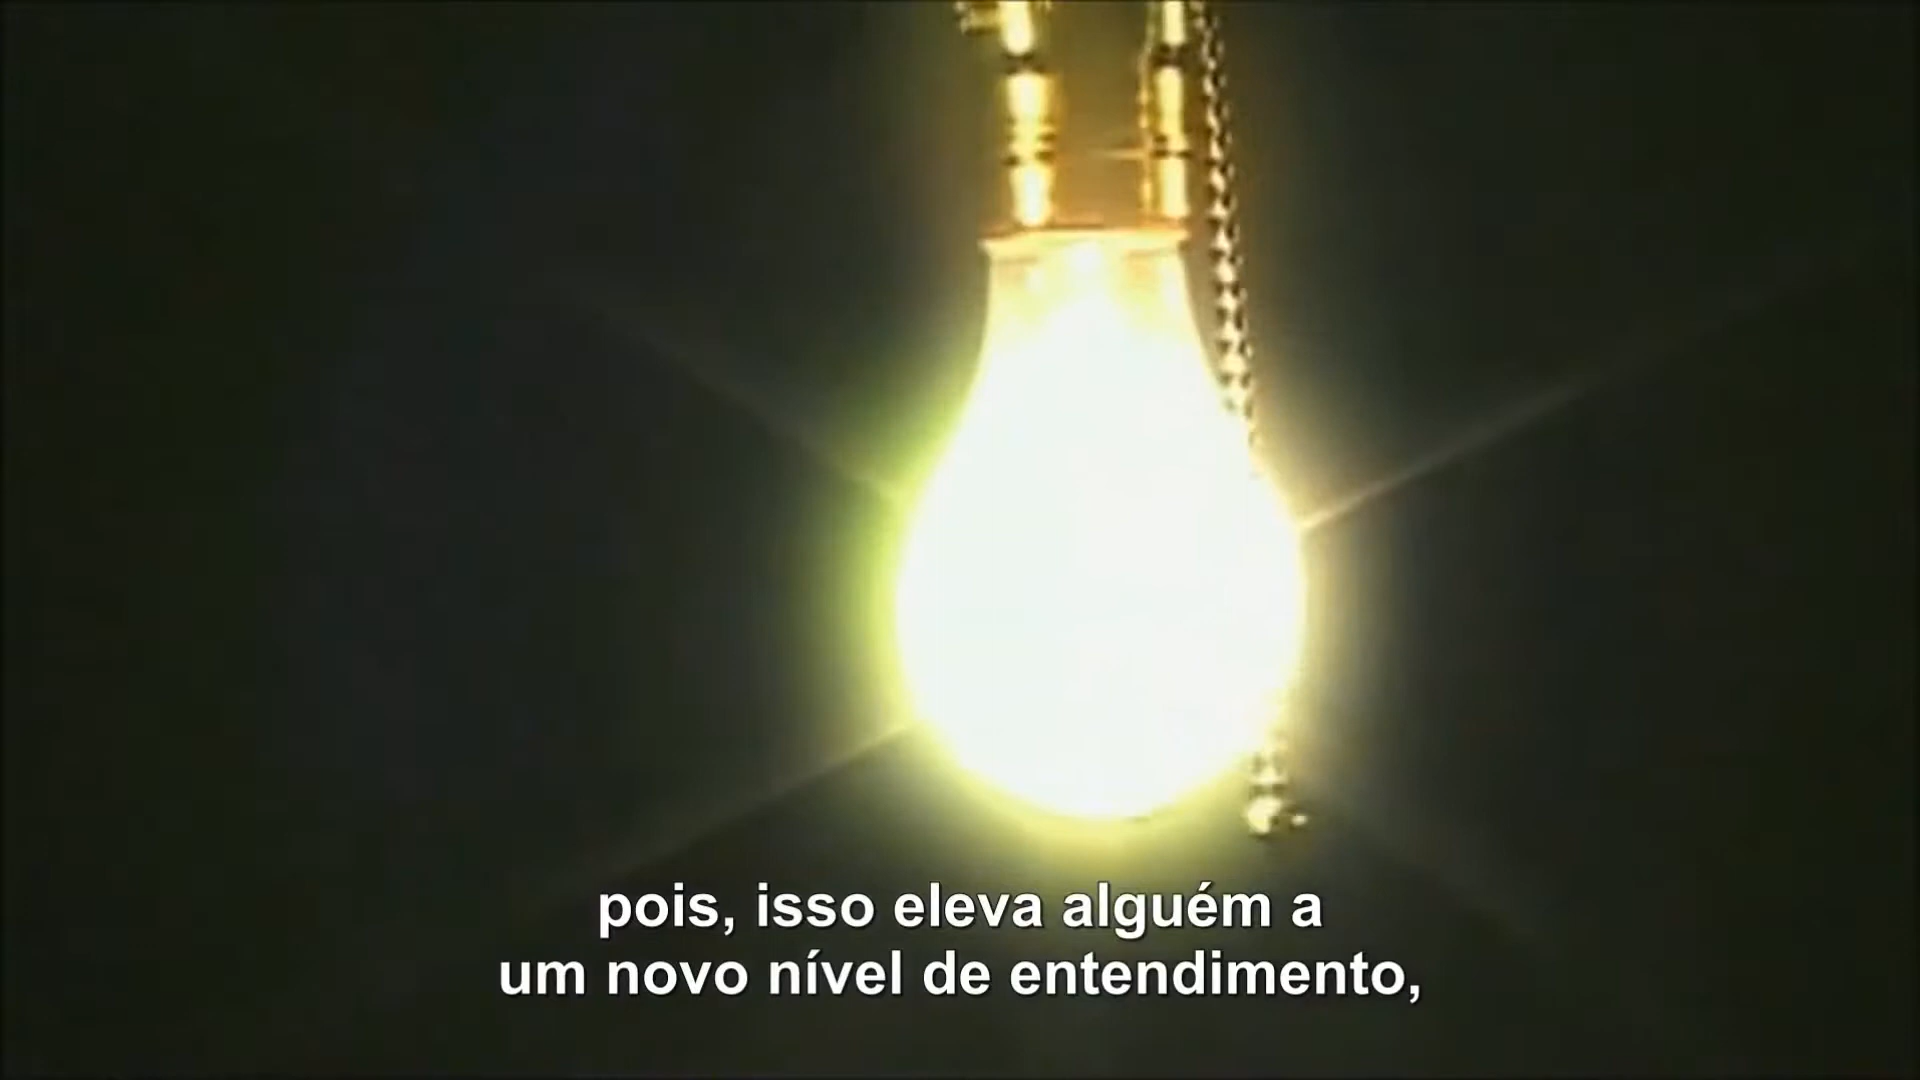 pois, isso eleva alguém a
um novo nível de entendimento,